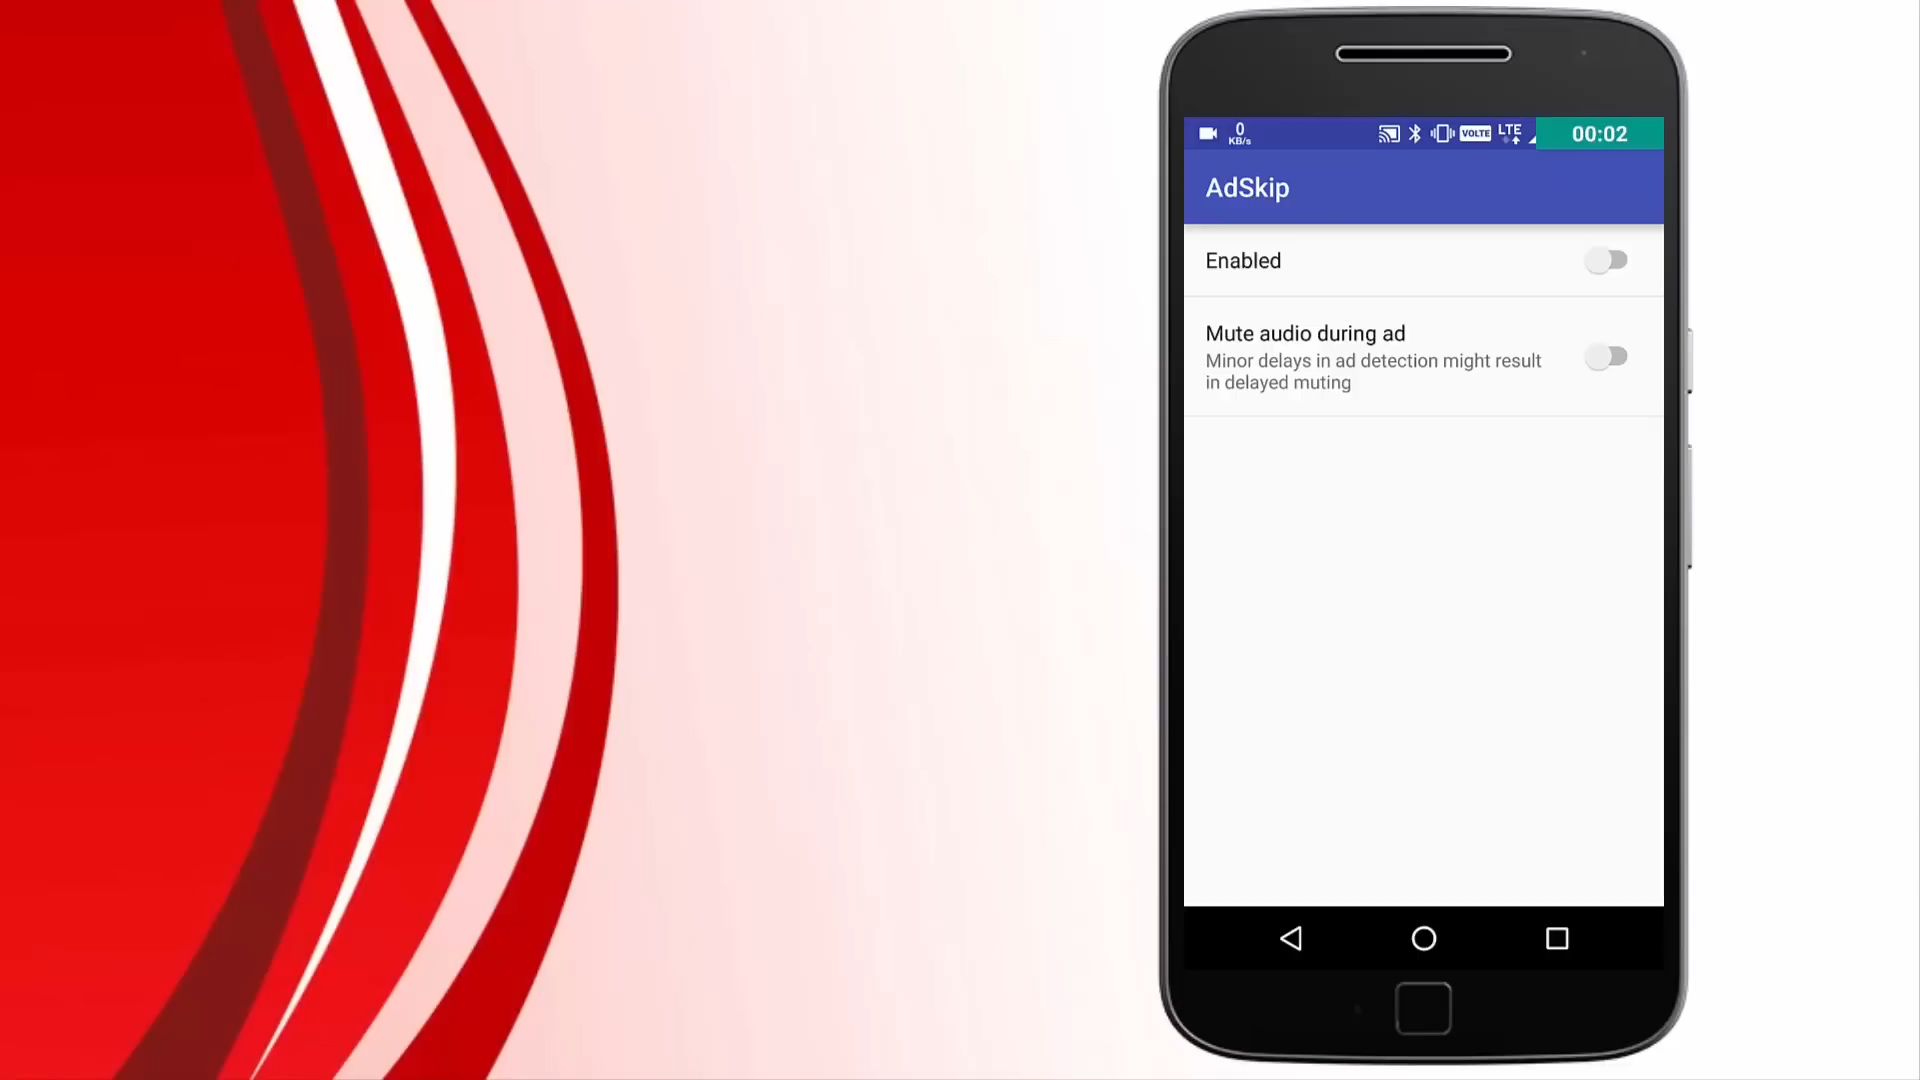 0
KB/s
VOLTE
LTE
00:02
AdSkip
Enabled
Mute audio during ad
Minor delays in ad detection might result
in delayed muting